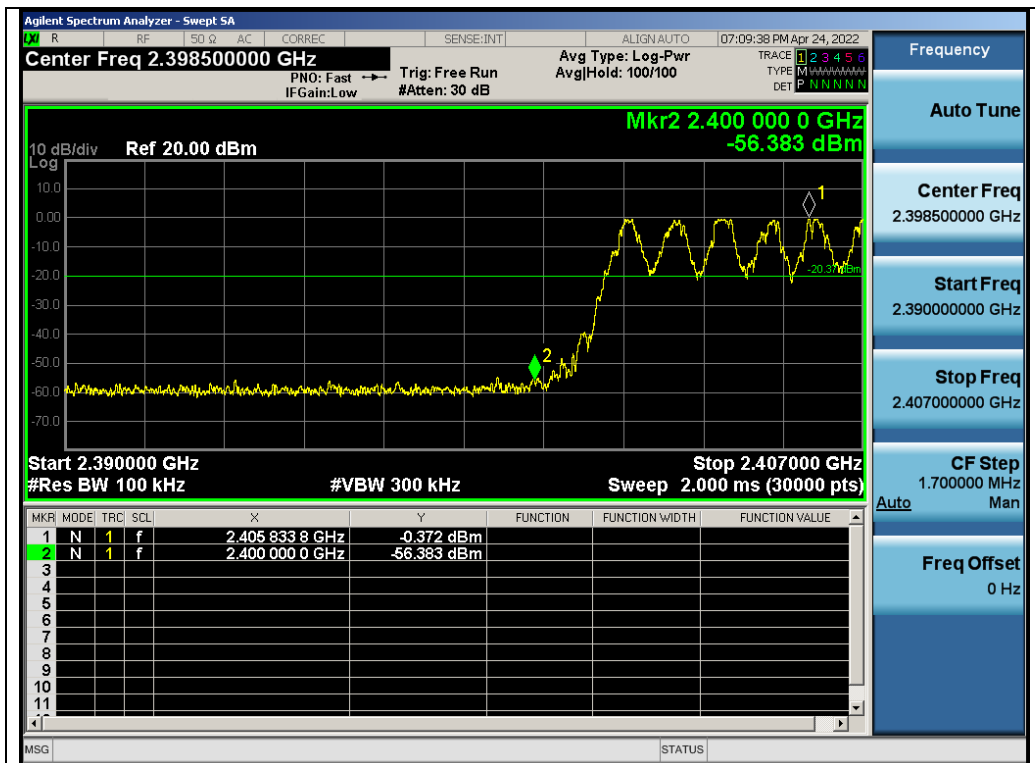 Agilent Spectrum Analyzer - Swept SA
LXI R RF 50 Ω AC CORREC SENSE:INT ALIGN AUTO 07:09:38 PM Apr 24, 2022
Center Freq 2.398500000 GHz
PNO: Fast
IFGain:Low
Trig: Free Run
#Atten: 30 dB
Avg Type: Log-Pwr
Avg|Hold: 100/100
TRACE 1 2 3 4 5 6
TYPE M WWWWW
DET P N N N N N
Mkr2 2.400 000 0 GHz
-56.383 dBm
10 dB/div Ref 20.00 dBm
Log
10.0
0.00
-10.0
-20.0
-30.0
-40.0
-50.0
-60.0
-70.0
1
-20.37 dBm
2
Start 2.390000 GHz Stop 2.407000 GHz
#Res BW 100 kHz #VBW 300 kHz Sweep 2.000 ms (30000 pts)
MKR MODE TRC SCL X Y FUNCTION FUNCTION WIDTH FUNCTION VALUE
1 N 1 f 2.405 833 8 GHz -0.372 dBm
2 N 1 f 2.400 000 0 GHz -56.383 dBm
3
4
5
6
7
8
9
10
11
MSG STATUS
Frequency
Auto Tune
Center Freq
2.398500000 GHz
Start Freq
2.390000000 GHz
Stop Freq
2.407000000 GHz
CF Step
1.700000 MHz
Auto Man
Freq Offset
0 Hz